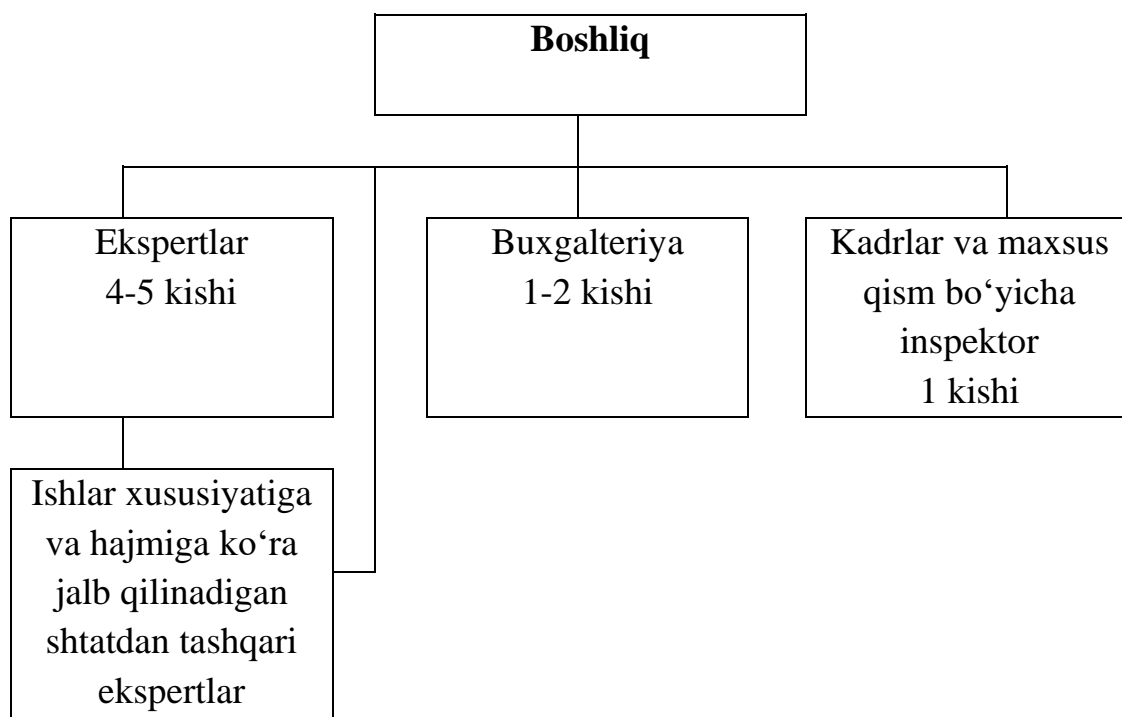 Boshliq
Ekspertlar
4-5 kishi
Buxgalteriya
1-2 kishi
Kadrlar va maxsus
qism bo‘yicha
inspektor
1 kishi
Ishlar xususiyatiga
va hajmiga ko‘ra
jalb qilinadigan
shtatdan tashqari
ekspertlar